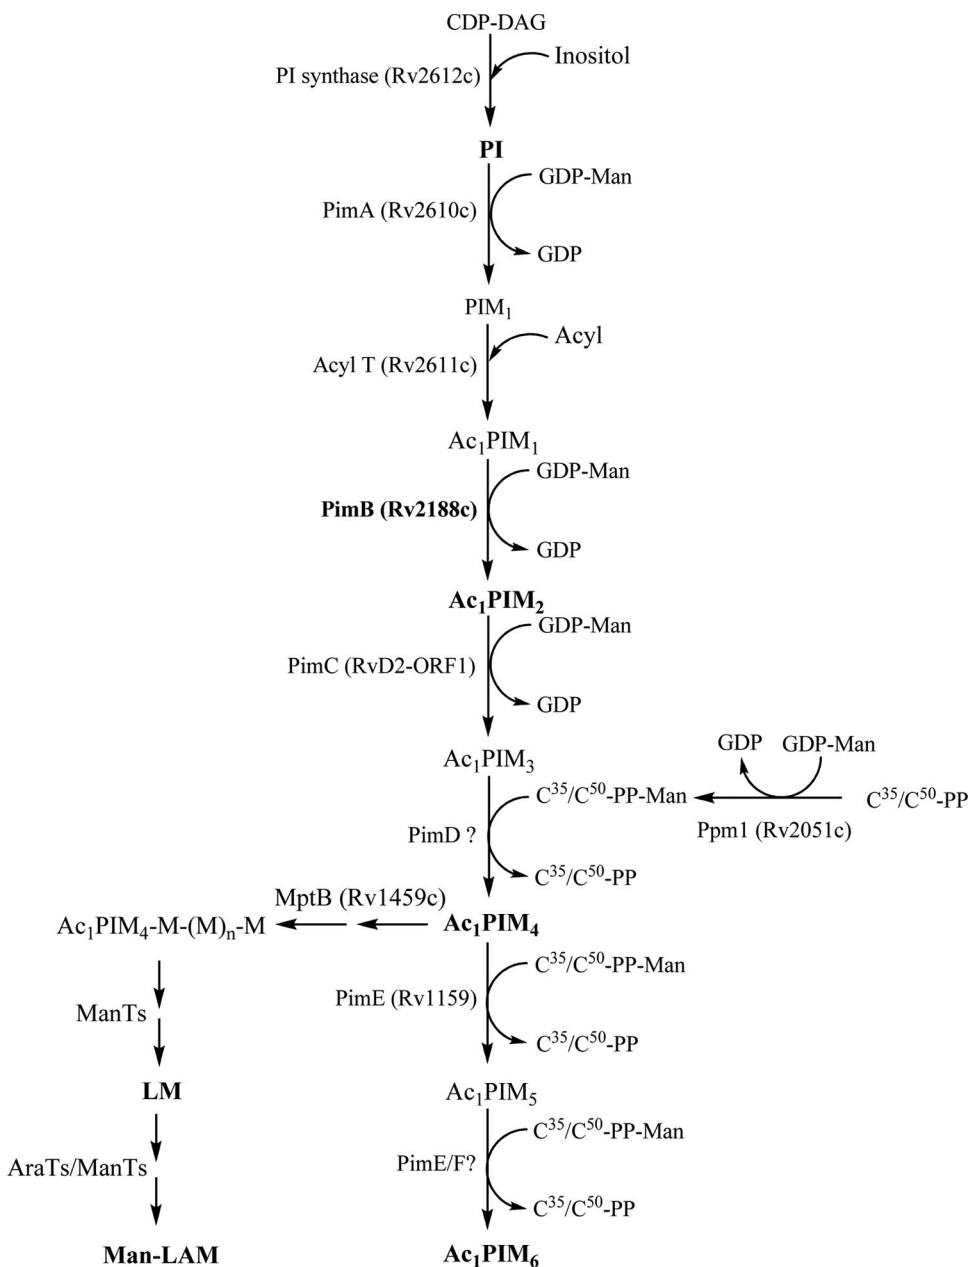 CDP-DAG
Inositol
PI synthase (Rv2612c)
PI
GDP-Man
PimA (Rv2610c)
GDP
PIM₁
Acyl
Acyl T (Rv2611c)
Ac₁PIM₁
GDP-Man
PimB (Rv2188c)
GDP
Ac₁PIM₂
GDP-Man
PimC (RvD2-ORF1)
GDP
Ac₁PIM₃
GDP GDP-Man
C³⁵/C⁵⁰-PP-Man
C³⁵/C⁵⁰-PP
Ppm1 (Rv2051c)
PimD ?
C³⁵/C⁵⁰-PP
MptB (Rv1459c)
Ac₁PIM₄-M-(M)ₙ-M
Ac₁PIM₄
C³⁵/C⁵⁰-PP-Man
PimE (Rv1159)
ManTs
C³⁵/C⁵⁰-PP
LM
Ac₁PIM₅
C³⁵/C⁵⁰-PP-Man
AraTs/ManTs
PimE/F?
C³⁵/C⁵⁰-PP
Man-LAM
Ac₁PIM₆